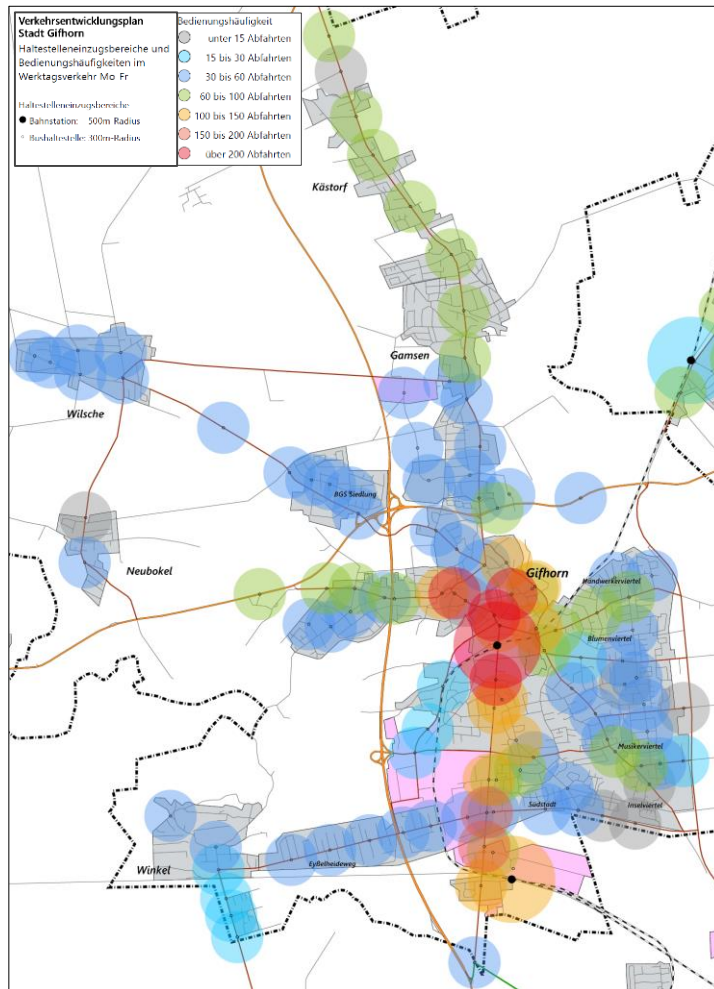 Verkehrsentwicklungsplan
Stadt Gifhorn
Haltestelleneinzugsbereiche und
Bedienungshäufigkeiten im
Werktagsverkehr Mo Fr
Haltestelleneinzugsbereiche
Bahnstation: 500m-Radius
Bushaltestelle: 300m-Radius
Bedienungshäufigkeit
unter 15 Abfahrten
15 bis 30 Abfahrten
30 bis 60 Abfahrten
60 bis 100 Abfahrten
100 bis 150 Abfahrten
150 bis 200 Abfahrten
über 200 Abfahrten
Kästorf
Gamsen
Wilsche
BGS Siedlung
Neubokel
Gifhorn
Handwerkerviertel
Blumenviertel
Musikerviertel
Südstadt
Inselviertel
Eyßelheideweg
Winkel